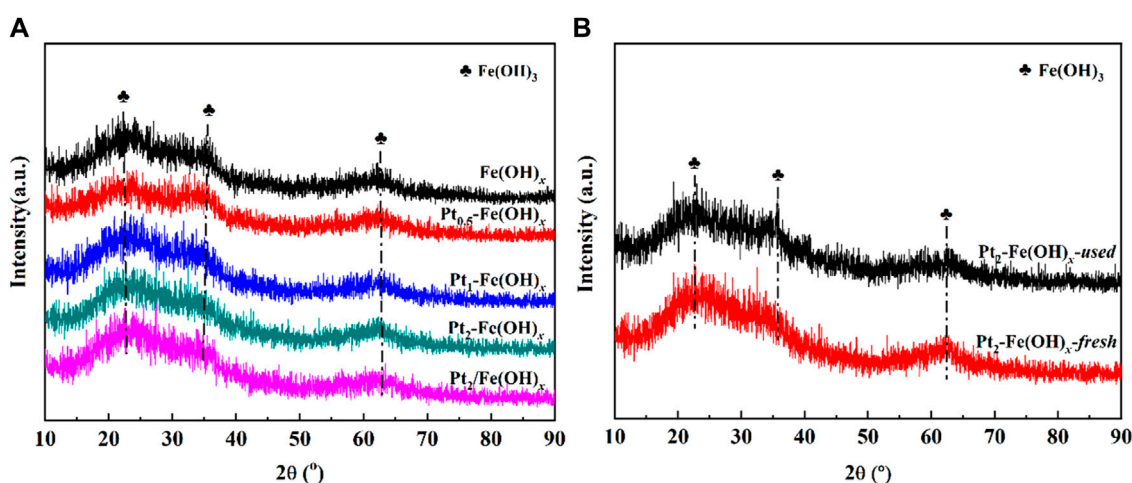 A
♣ Fe(OH)3
♣ ♣ ♣
Fe(OH)x
Pt0.5-Fe(OH)x
Pt1-Fe(OH)x
Pt2-Fe(OH)x
Pt2/Fe(OH)x
Intensity(a.u.)
10 20 30 40 50 60 70 80 90
2θ (°)
B
♣ Fe(OH)3
♣ ♣ ♣
Pt2-Fe(OH)x-used
Pt2-Fe(OH)x-fresh
Intensity (a.u.)
10 20 30 40 50 60 70 80 90
2θ (°)